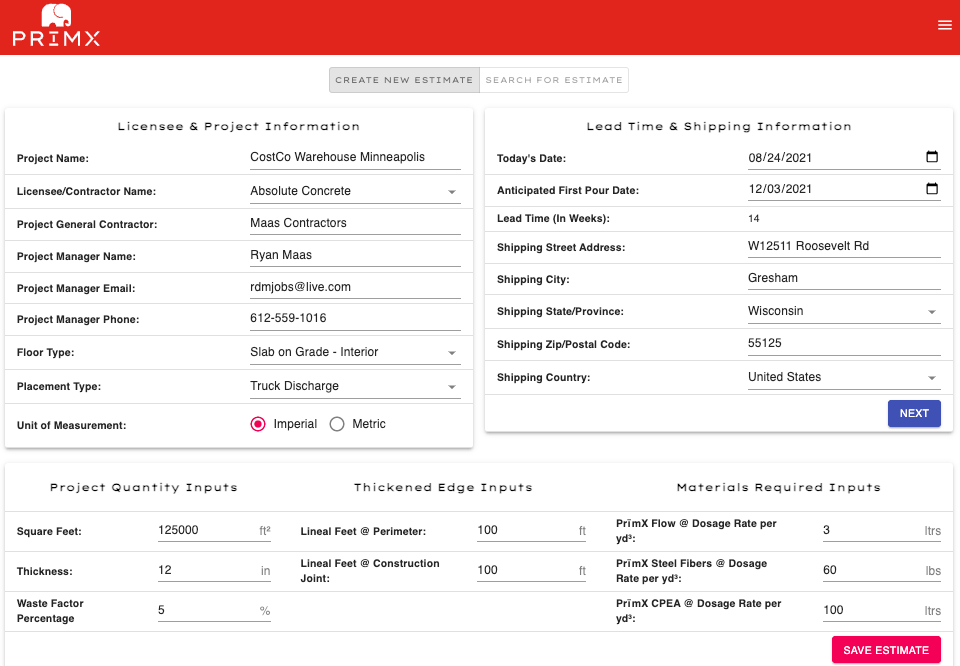 PRÏMX
CREATE NEW ESTIMATE SEARCH FOR ESTIMATE
Licensee & Project Information
Project Name: CostCo Warehouse Minneapolis
Licensee/Contractor Name: Absolute Concrete
Project General Contractor: Maas Contractors
Project Manager Name: Ryan Maas
Project Manager Email: rdmjobs@live.com
Project Manager Phone: 612-559-1016
Floor Type: Slab on Grade - Interior
Placement Type: Truck Discharge
Unit of Measurement: Imperial Metric
Lead Time & Shipping Information
Today's Date: 08/24/2021
Anticipated First Pour Date: 12/03/2021
Lead Time (In Weeks): 14
Shipping Street Address: W12511 Roosevelt Rd
Shipping City: Gresham
Shipping State/Province: Wisconsin
Shipping Zip/Postal Code: 55125
Shipping Country: United States
NEXT
Project Quantity Inputs
Square Feet: 125000 ft²
Thickness: 12 in
Waste Factor
Percentage 5 %
Thickened Edge Inputs
Lineal Feet @ Perimeter: 100 ft
Lineal Feet @ Construction
Joint: 100 ft
Materials Required Inputs
PrïmX Flow @ Dosage Rate per
yd³: 3 ltrs
PrïmX Steel Fibers @ Dosage
Rate per yd³: 60 lbs
PrïmX CPEA @ Dosage Rate per
yd³: 100 ltrs
SAVE ESTIMATE